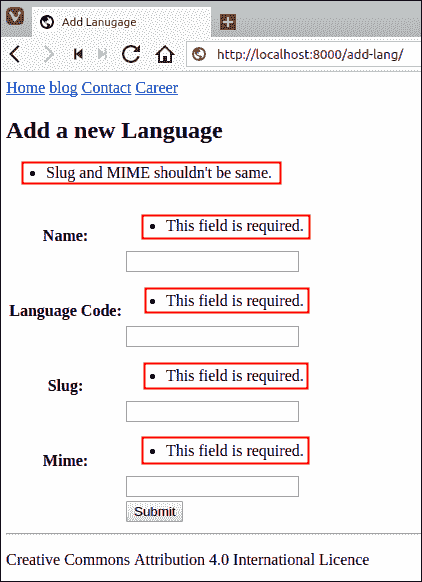 Add Lanugage
http://localhost:8000/add-lang/
Home blog Contact Career
Add a new Language
Slug and MIME shouldn't be same.
This field is required.
Name:
This field is required.
Language Code:
This field is required.
Slug:
This field is required.
Mime:
Submit
Creative Commons Attribution 4.0 International Licence